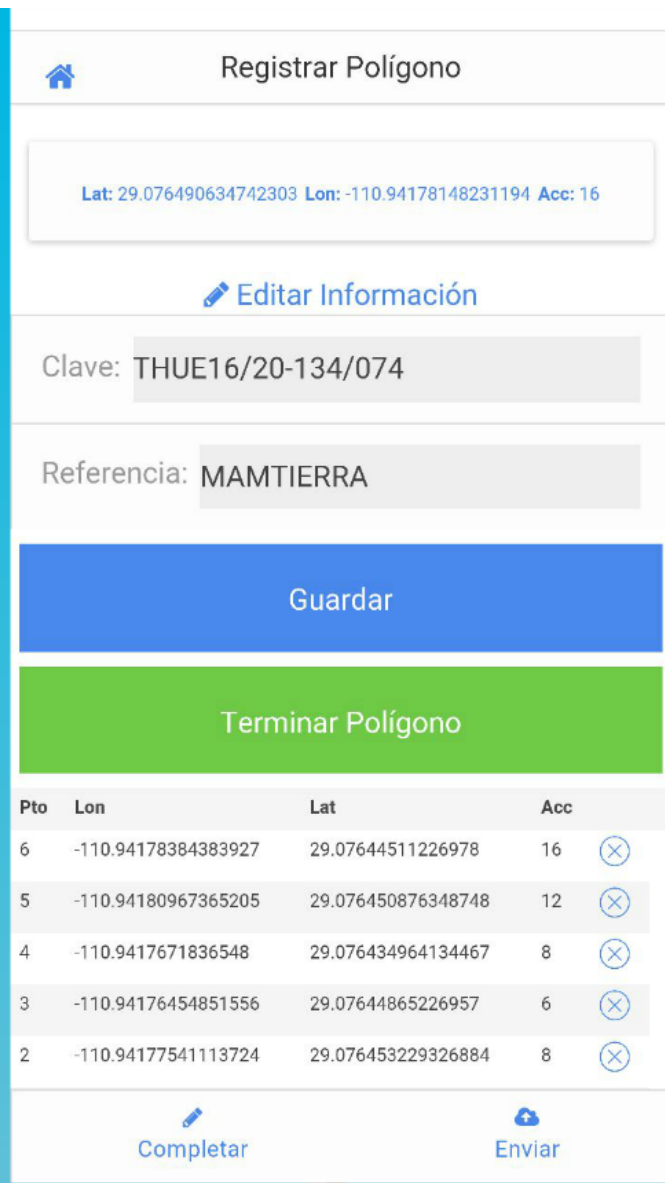 Registrar Polígono
Lat: 29.076490634742303 Lon: -110.94178148231194 Acc: 16
Editar Información
Clave: THUE16/20-134/074
Referencia: MAMTIERRA
Guardar
Terminar Polígono
Pto Lon Lat Acc
6 -110.94178384383927 29.07644511226978 16
5 -110.94180967365205 29.076450876348748 12
4 -110.9417671836548 29.076434964134467 8
3 -110.94176454851556 29.07644865226957 6
2 -110.94177541113724 29.076453229326884 8
Completar Enviar